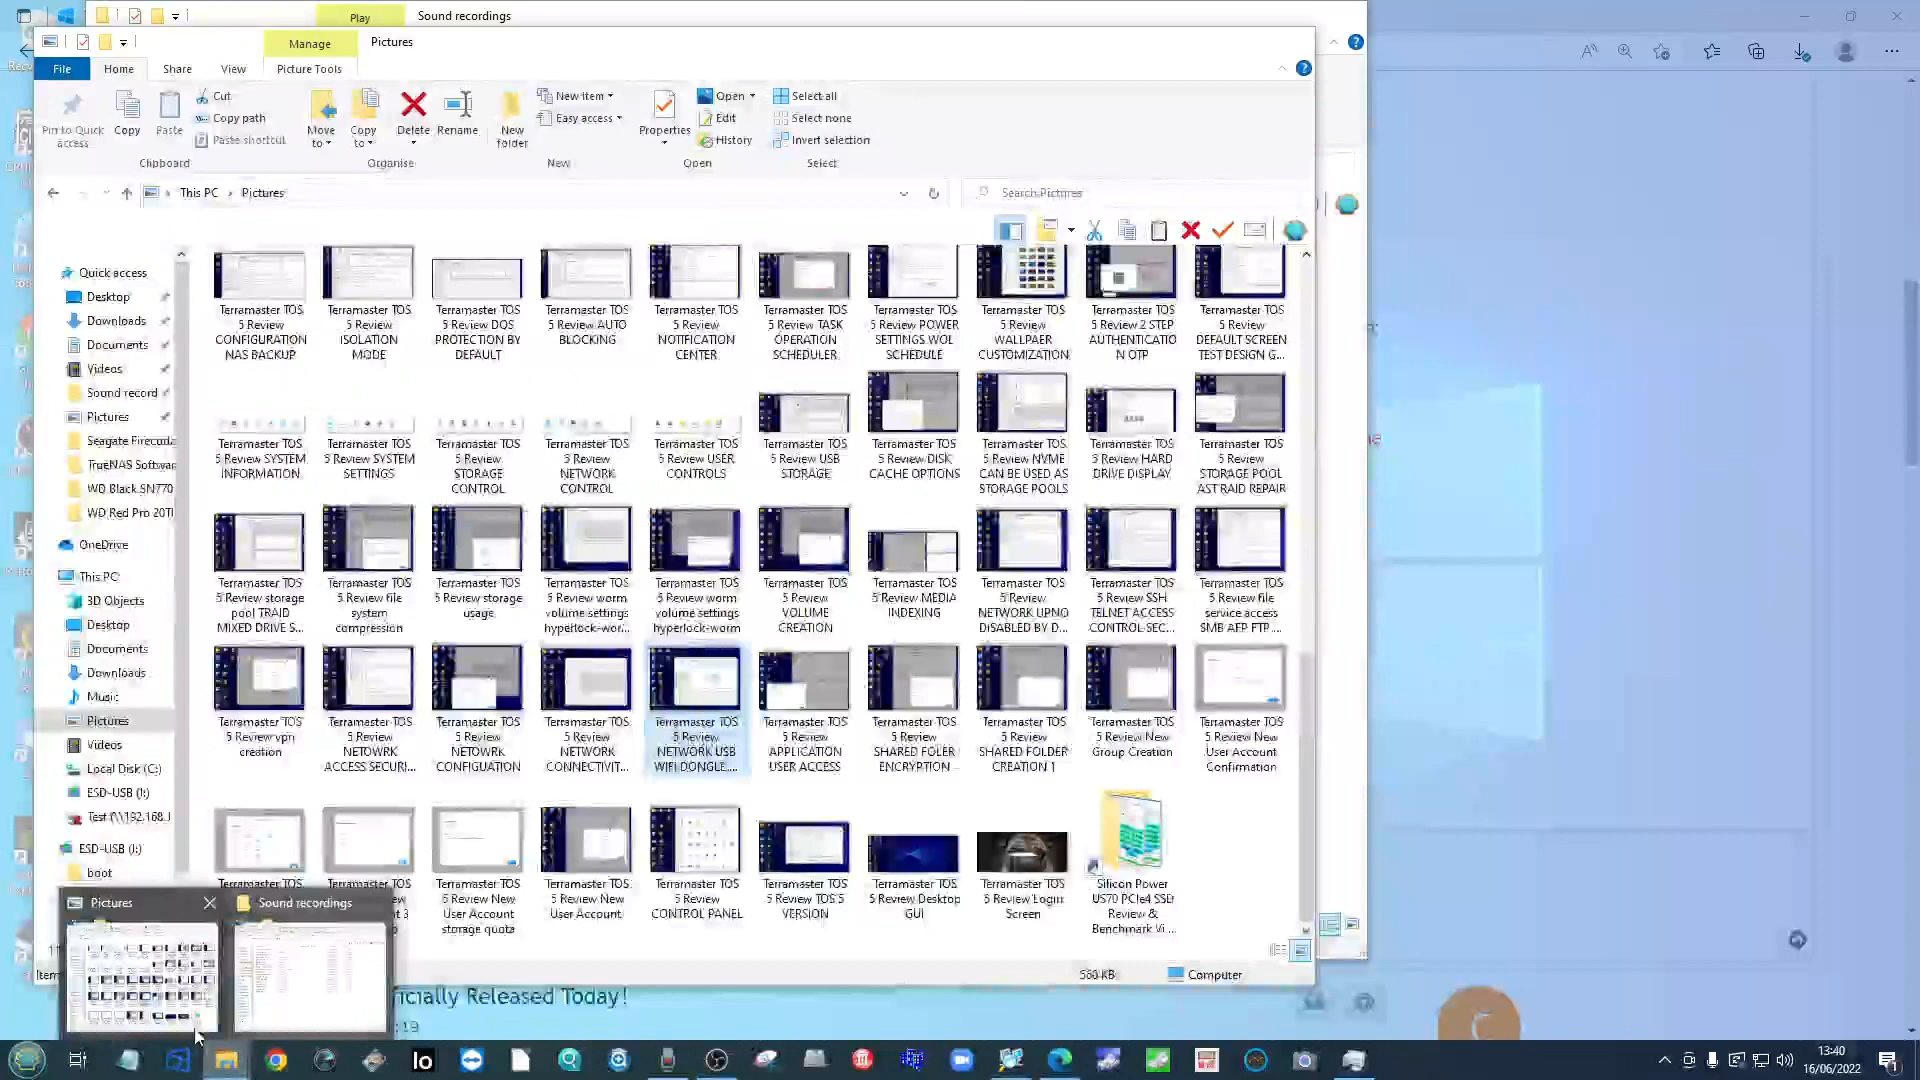 Play
Sound recordings
Manage
Pictures
File
Home
Share
View
Picture Tools
Pin to Quick access
Copy
Paste
Cut
Copy path
Paste shortcut
Clipboard
Move to
Copy to
Delete
Rename
Organise
New folder
New item
Easy access
New
Properties
Open
Edit
History
Open
Select all
Select none
Invert selection
Select
This PC
Pictures
Search Pictures
Quick access
Desktop
Downloads
Documents
Videos
Sound record
Pictures
Seagate Firecuda
TrueNAS Software
WD Black SN770
WD Red Pro 20T
OneDrive
This PC
3D Objects
Desktop
Documents
Downloads
Music
Pictures
Videos
Local Disk (C:)
ESD-USB (I:)
Test (\\192.168.
ESD-USB (I:)
boot
Terramaster TOS 5 Review CONFIGURATION NAS BACKUP
Terramaster TOS 5 Review ISOLATION MODE
Terramaster TOS 5 Review DOS PROTECTION BY DEFAULT
Terramaster TOS 5 Review AUTO BLOCKING
Terramaster TOS 5 Review NOTIFICATION CENTER
Terramaster TOS 5 Review TASK OPERATION SCHEDULER
Terramaster TOS 5 Review POWER SETTINGS WOL SCHEDULE
Terramaster TOS 5 Review WALLPAER CUSTOMIZATION
Terramaster TOS 5 Review 2 STEP AUTHENTICATIO N OTP
Terramaster TOS 5 Review DEFAULT SCREEN TEST DESIGN G...
Terramaster TOS 5 Review SYSTEM INFORMATION
Terramaster TOS 5 Review SYSTEM SETTINGS
Terramaster TOS 5 Review STORAGE CONTROL
Terramaster TOS 5 Review NETWORK CONTROL
Terramaster TOS 5 Review USER CONTROLS
Terramaster TOS 5 Review USB STORAGE
Terramaster TOS 5 Review DISK CACHE OPTIONS
Terramaster TOS 5 Review NVME CAN BE USED AS STORAGE POOLS
Terramaster TOS 5 Review HARD DRIVE DISPLAY
Terramaster TOS 5 Review STORAGE POOL AST RAID REPAIR
Terramaster TOS 5 Review storage pool TRAID MIXED DRIVE S...
Terramaster TOS 5 Review file system compression
Terramaster TOS 5 Review storage usage
Terramaster TOS 5 Review worm volume settings hyperlock-wor...
Terramaster TOS 5 Review worm volume settings hyperlock-worm
Terramaster TOS 5 Review VOLUME CREATION
Terramaster TOS 5 Review MEDIA INDEXING
Terramaster TOS 5 Review NETWORK UPNO DISABLED BY D...
Terramaster TOS 5 Review SSH TELNET ACCESS CONTROL SEC...
Terramaster TOS 5 Review file service access SMB AFP FTP ...
Terramaster TOS 5 Review vpn creation
Terramaster TOS 5 Review NETOWRK ACCESS SECURI...
Terramaster TOS 5 Review NETOWRK CONFIGUATION
Terramaster TOS 5 Review NETWORK CONNECTIVIT...
Terramaster TOS 5 Review NETWORK USB WIFI DONGLE....
Terramaster TOS 5 Review APPLICATION USER ACCESS
Terramaster TOS 5 Review SHARED FOLER ENCRYPTION
Terramaster TOS 5 Review SHARED FOLDER CREATION 1
Terramaster TOS 5 Review New Group Creation
Terramaster TOS 5 Review New User Account Confirmation
Terramaster TOS
Terramaster TOS
Terramaster TOS 5 Review New User Account storage quota
Terramaster TOS 5 Review New User Account
Terramaster TOS 5 Review CONTROL PANEL
Terramaster TOS 5 Review TOS 5 VERSION
Terramaster TOS 5 Review Desktop GUI
Terramaster TOS 5 Review Login Screen
Silicon Power US70 PCIe4 SSD Review & Benchmark Vi...
Pictures
Sound recordings
568 KB
Computer
icially Released Today!
:19
C
Io
13:40
16/06/2022
1